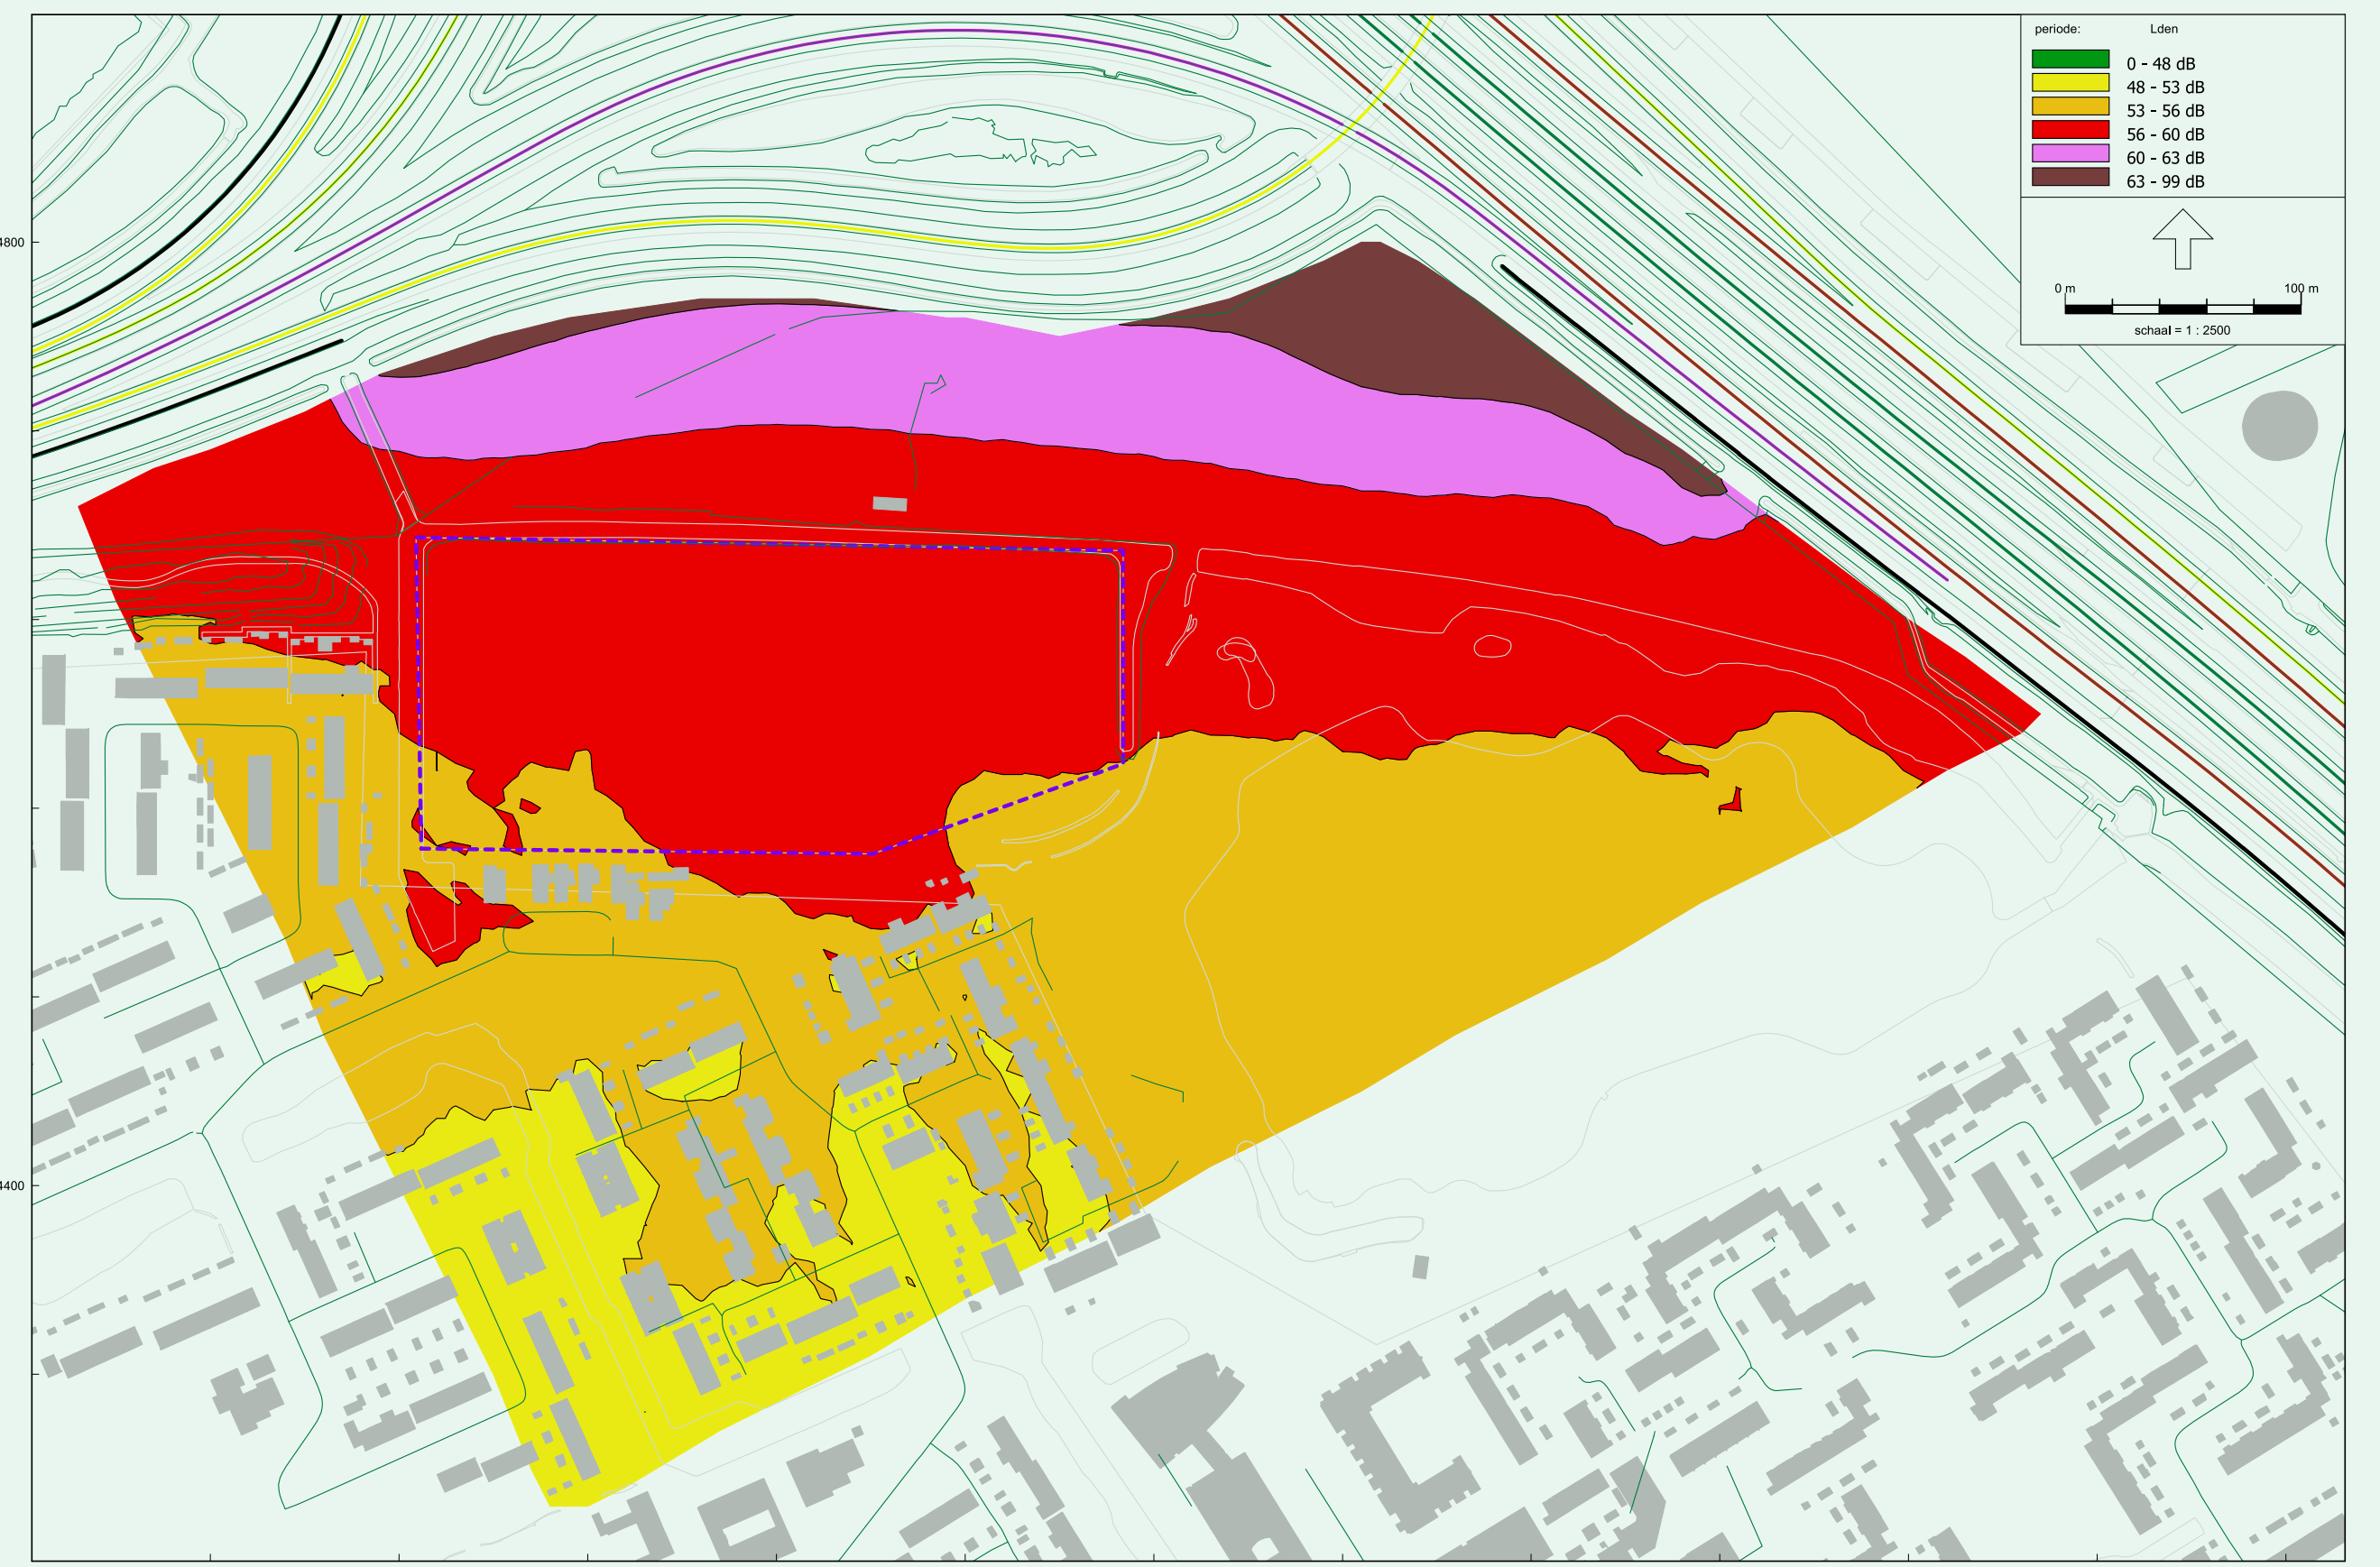 periode: Lden
0 - 48 dB
48 - 53 dB
53 - 56 dB
56 - 60 dB
60 - 63 dB
63 - 99 dB
0 m 100 m
schaal = 1 : 2500
4800
4400